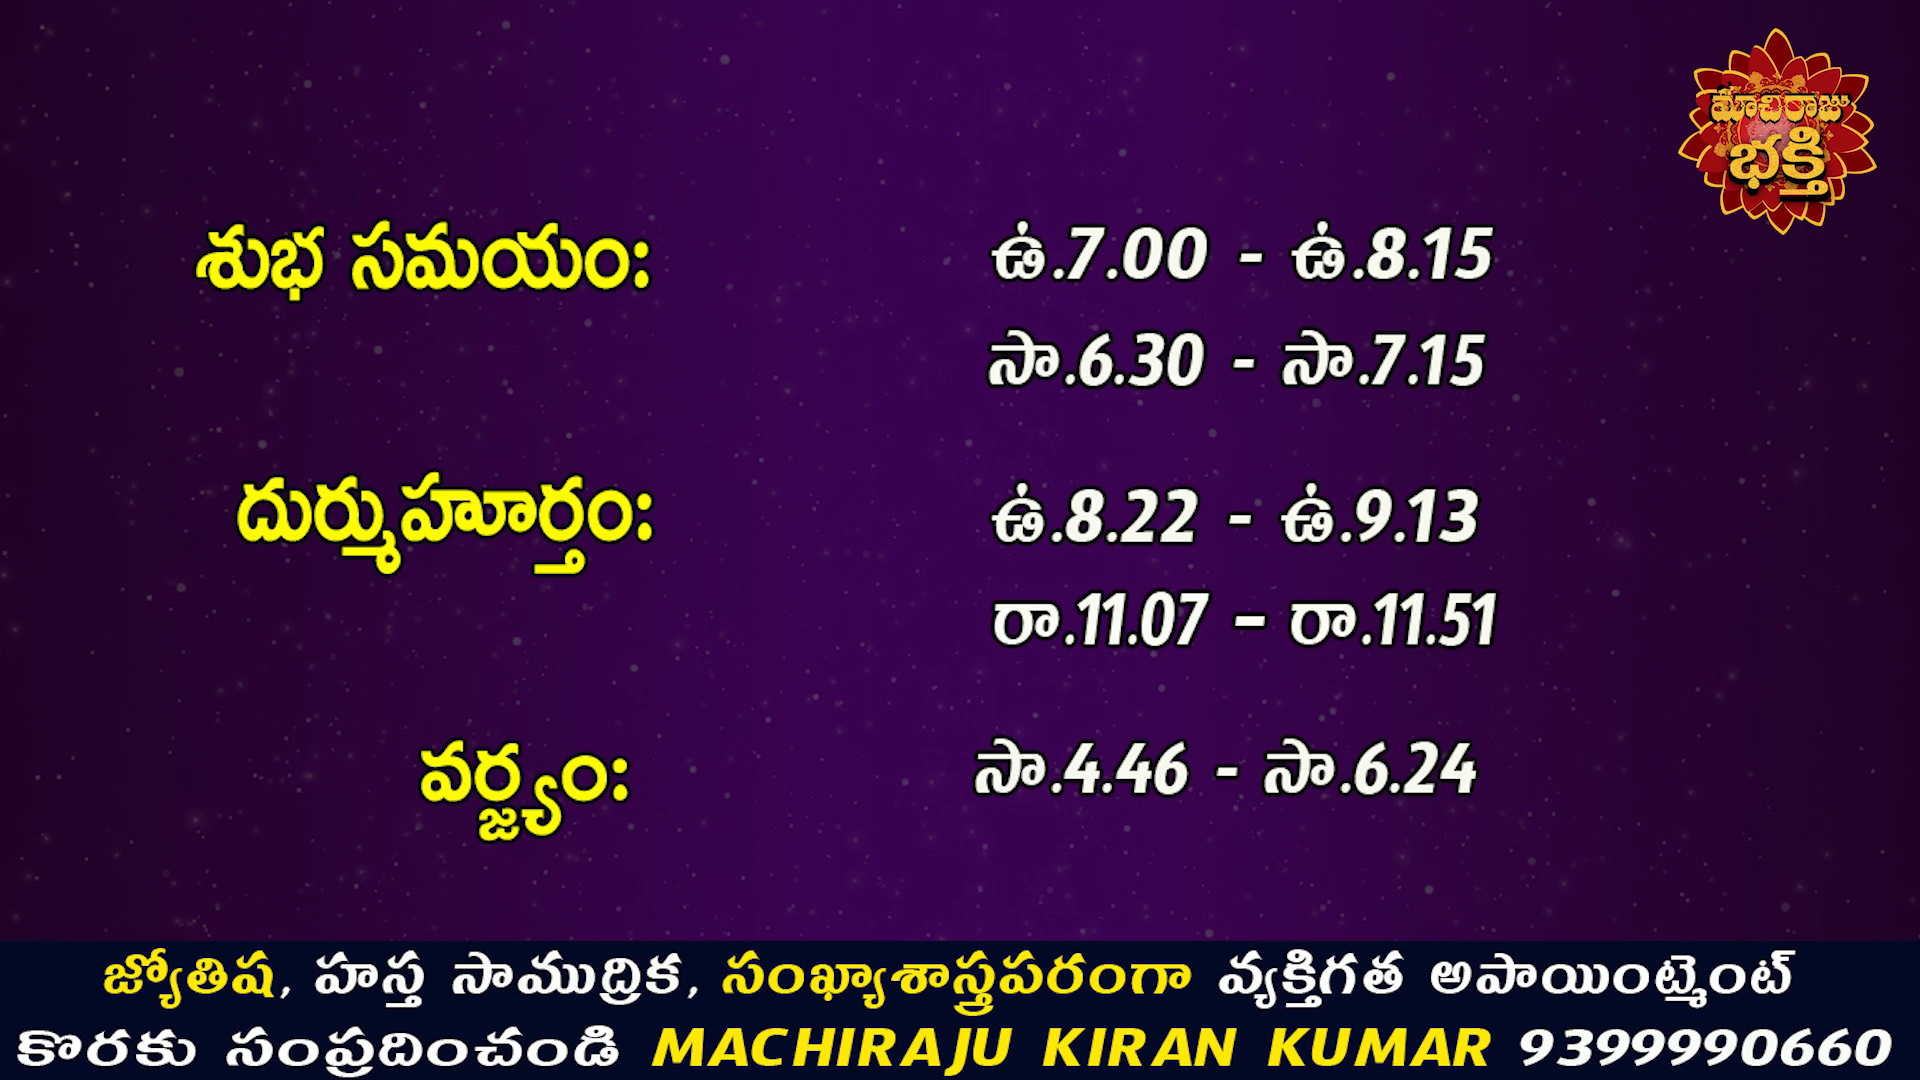 మాచిరాజు
భక్తి
శుభ సమయం: ఉ.7.00 - ఉ.8.15
సా.6.30 - సా.7.15
దుర్ముహూర్తం: ఉ.8.22 - ఉ.9.13
రా.11.07 - రా.11.51
వర్జ్యం: సా.4.46 - సా.6.24
జ్యోతిష, హస్త సాముద్రిక, సంఖ్యాశాస్త్రపరంగా వ్యక్తిగత అపాయింట్మెంట్
కొరకు సంప్రదించండి MACHIRAJU KIRAN KUMAR 9399990660